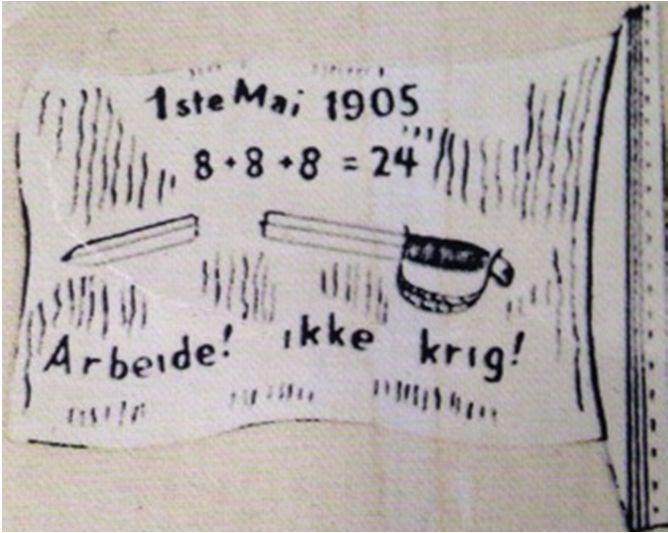 1ste Mai 1905
8+8+8 = 24
Arbeide! ikke krig!